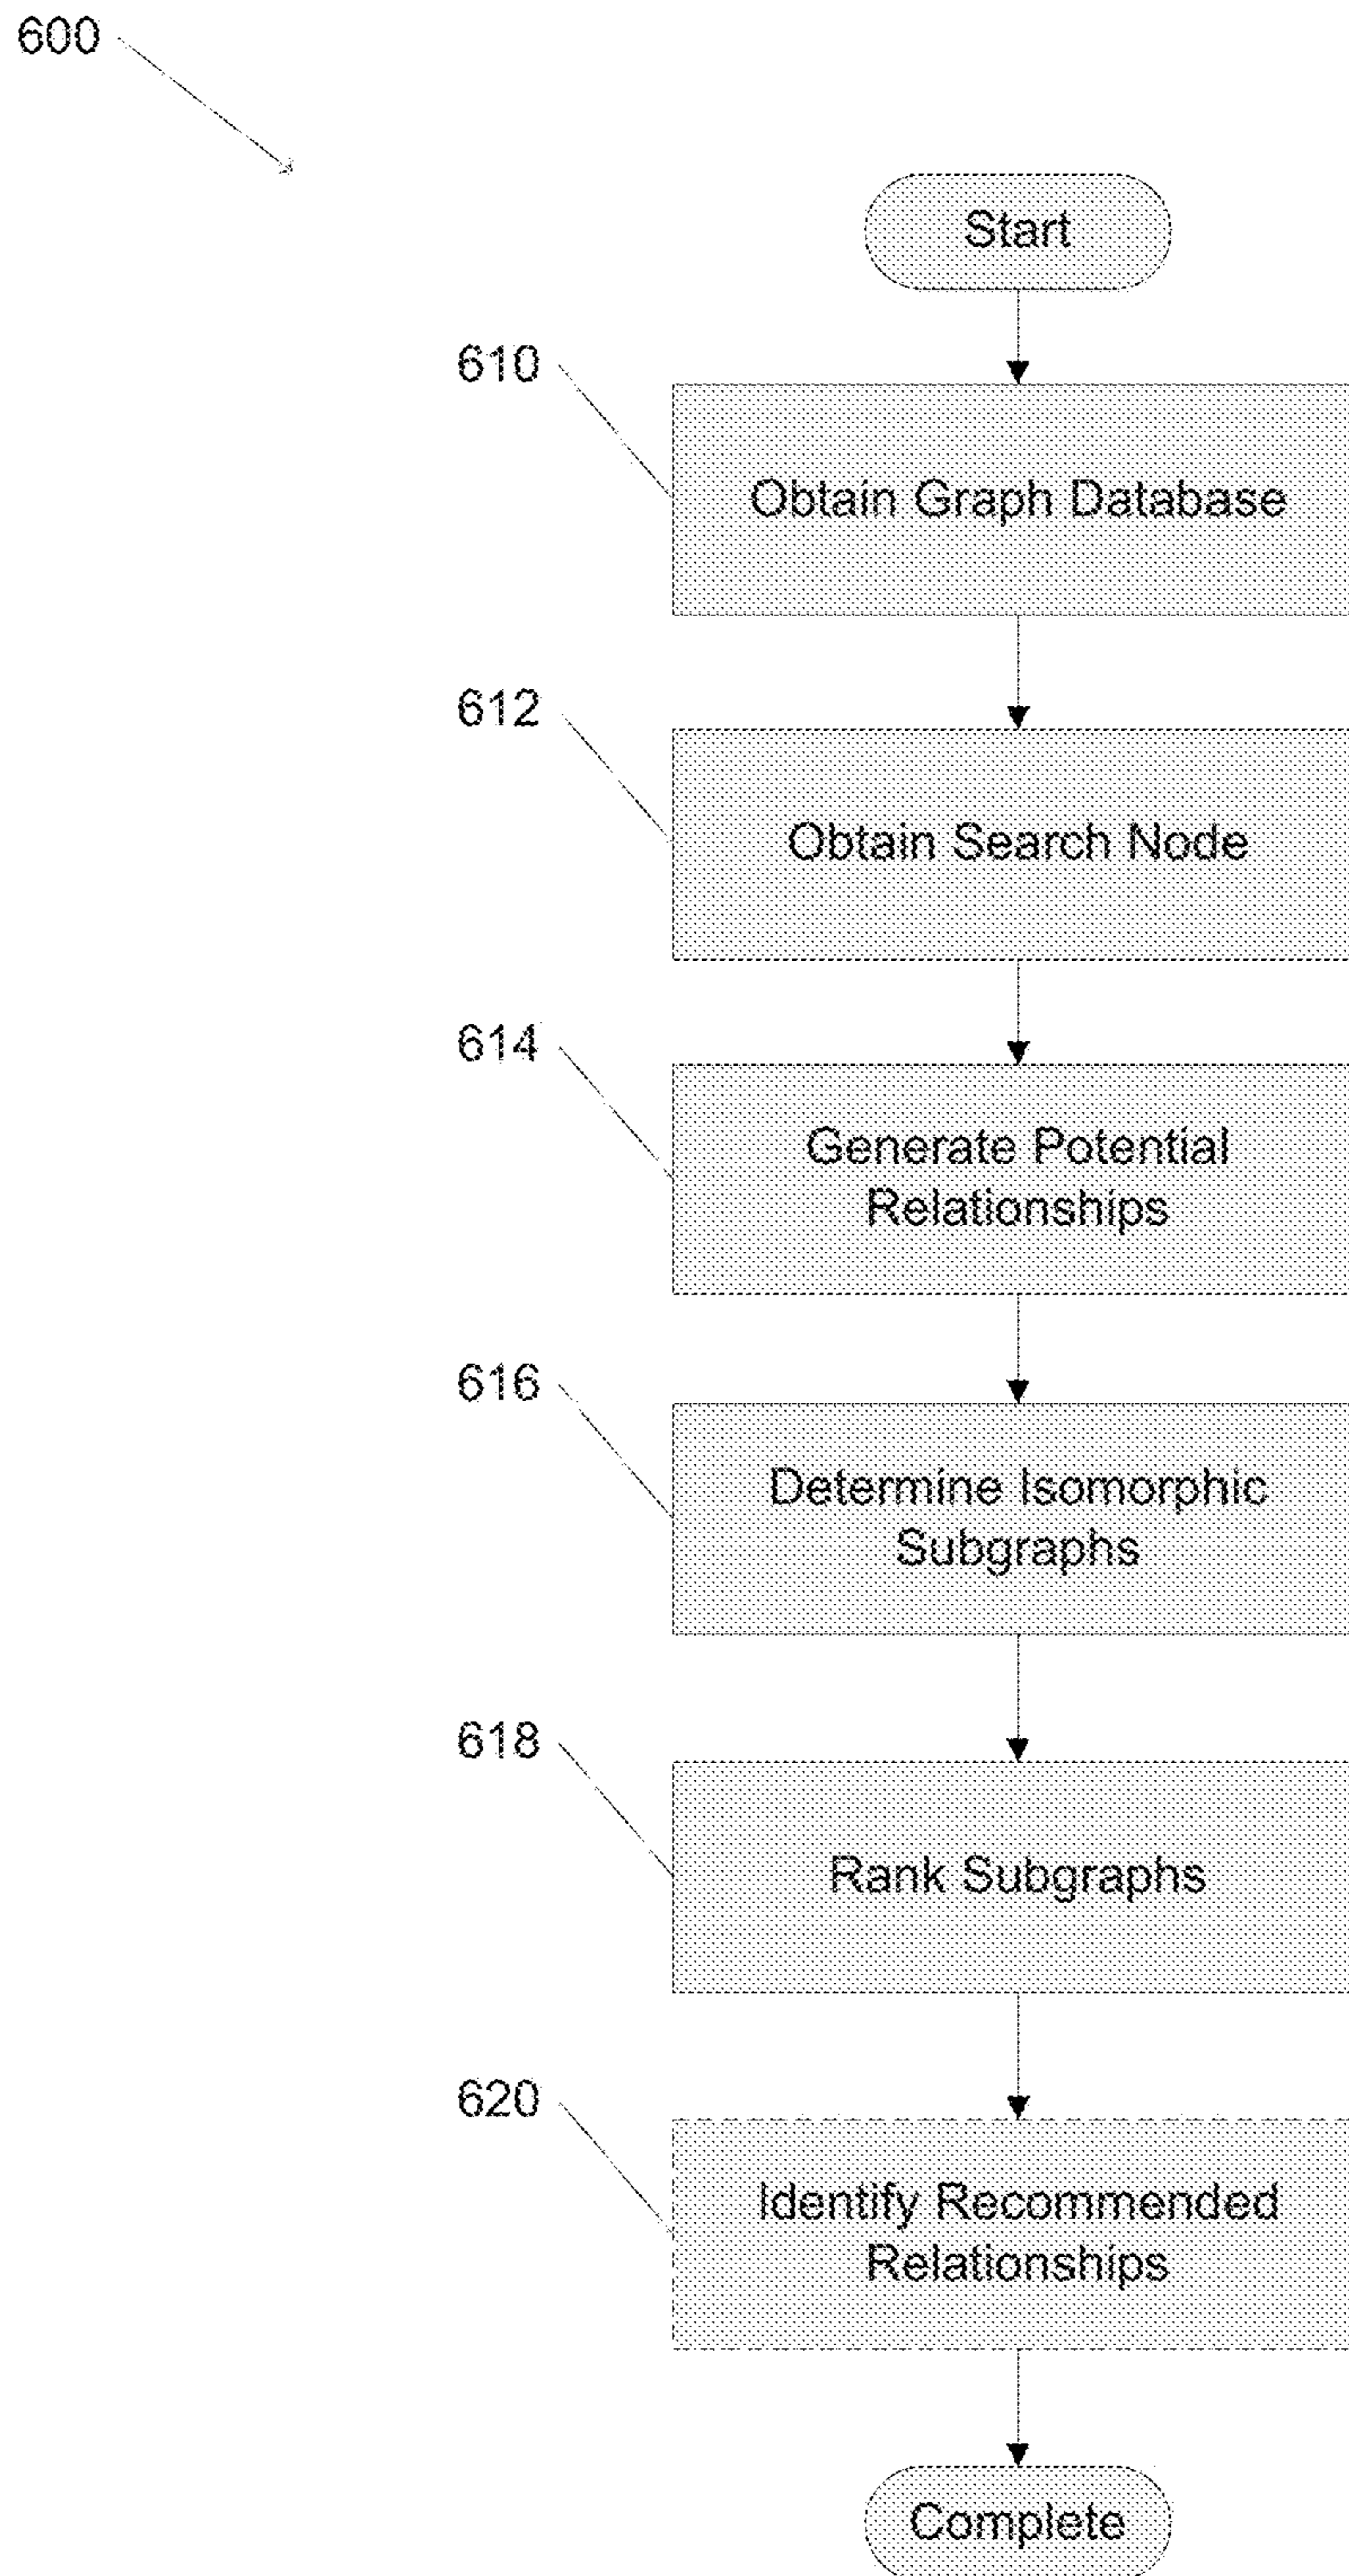 600
Start
610
Obtain Graph Database
612
Obtain Search Node
614
Generate Potential
Relationships
616
Determine Isomorphic
Subgraphs
618
Rank Subgraphs
620
Identify Recommended
Relationships
Complete